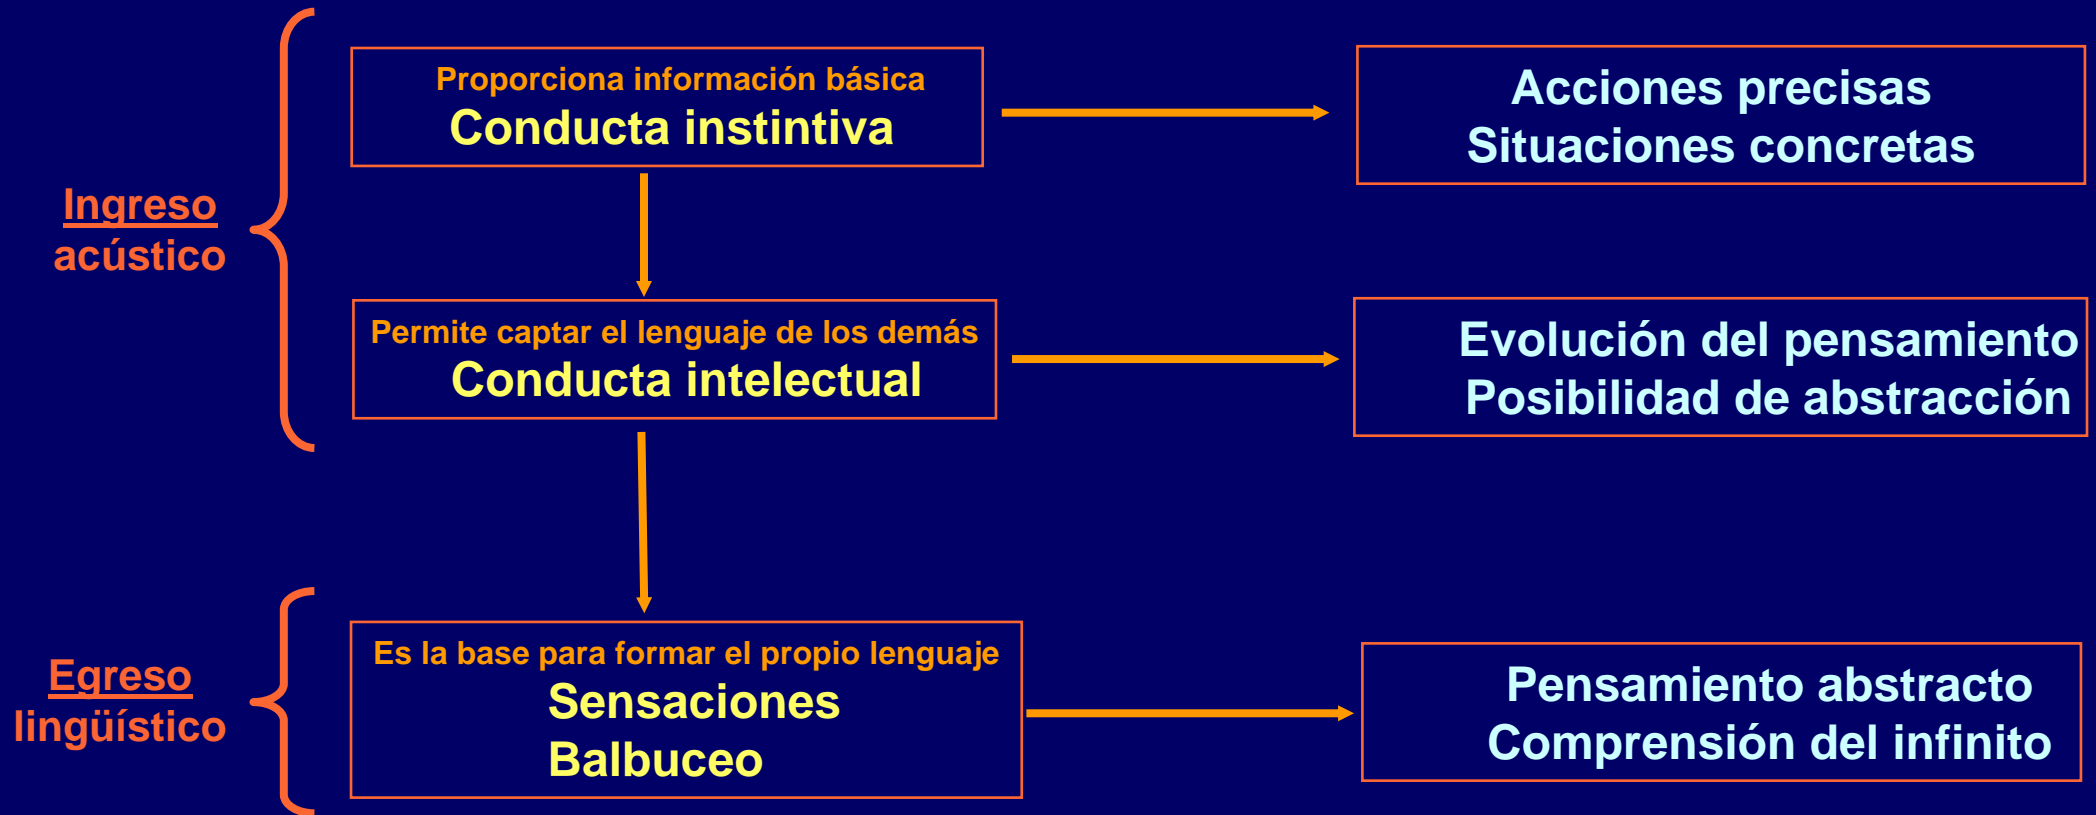 Ingreso
acústico
Proporciona información básica
Conducta instintiva
Acciones precisas
Situaciones concretas
Permite captar el lenguaje de los demás
Conducta intelectual
Evolución del pensamiento
Posibilidad de abstracción
Egreso
lingüístico
Es la base para formar el propio lenguaje
Sensaciones
Balbuceo
Pensamiento abstracto
Comprensión del infinito